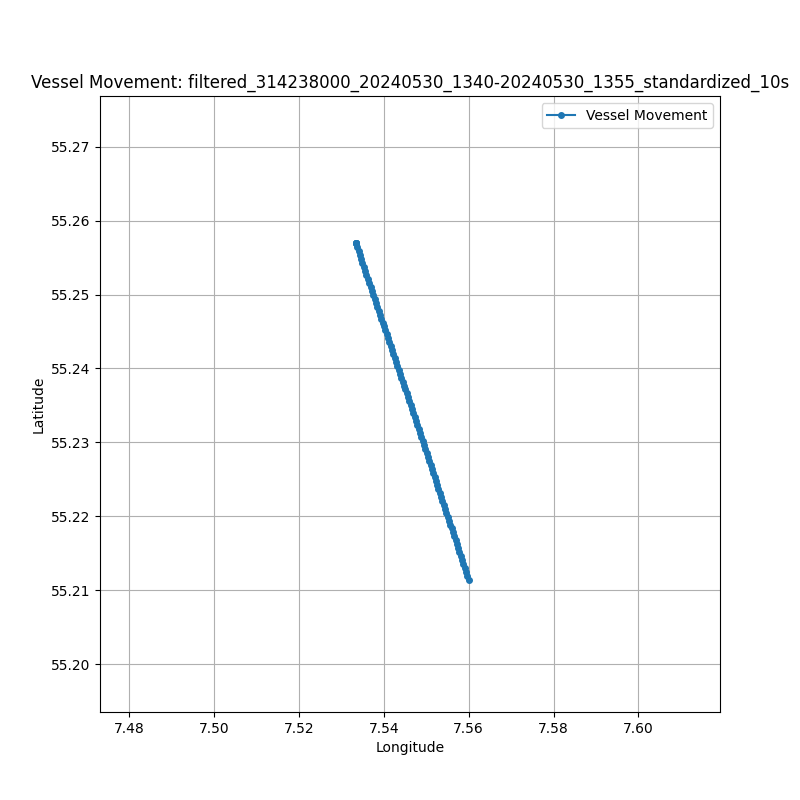 Vessel Movement: filtered_314238000_20240530_1340-20240530_1355_standardized_10s
Vessel Movement
55.27
55.26
55.25
55.24
55.23
55.22
55.21
55.20
Latitude
7.48 7.50 7.52 7.54 7.56 7.58 7.60
Longitude